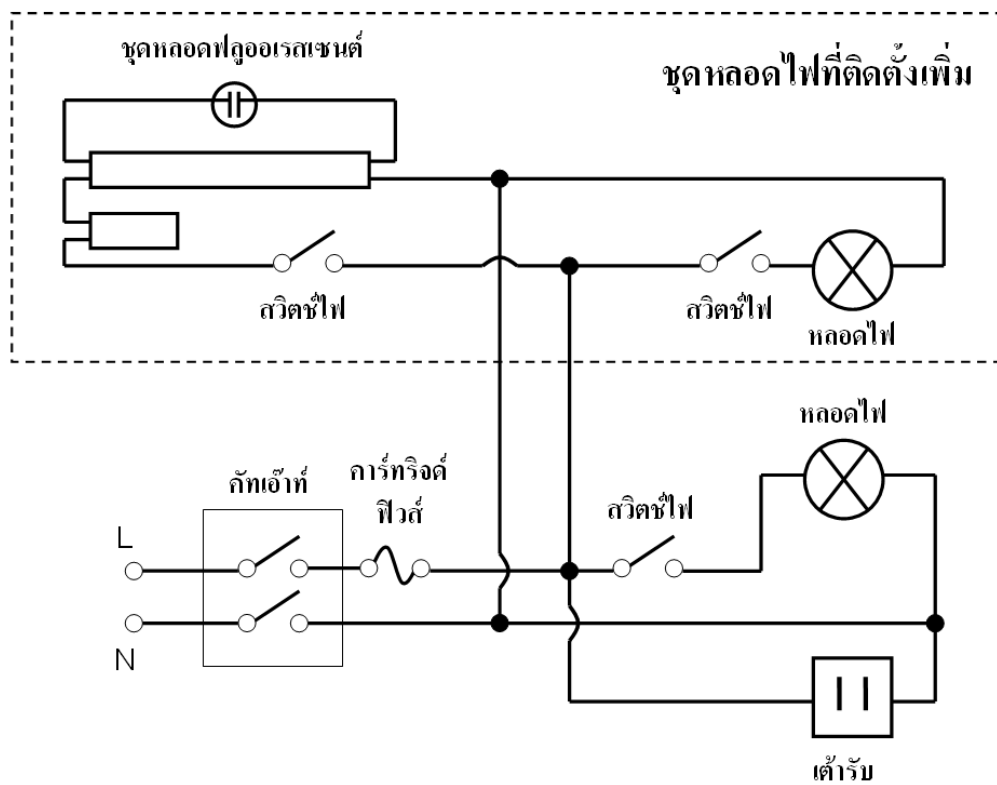 ชุดหลอดฟลูออเรสเซนต์
ชุดหลอดไฟที่ติดตั้งเพิ่ม
สวิตช์ไฟ
สวิตช์ไฟ
หลอดไฟ
หลอดไฟ
คัทเอ๊าท์
การ์ทริจด์
ฟิวส์
สวิตช์ไฟ
L
N
เต้ารับ